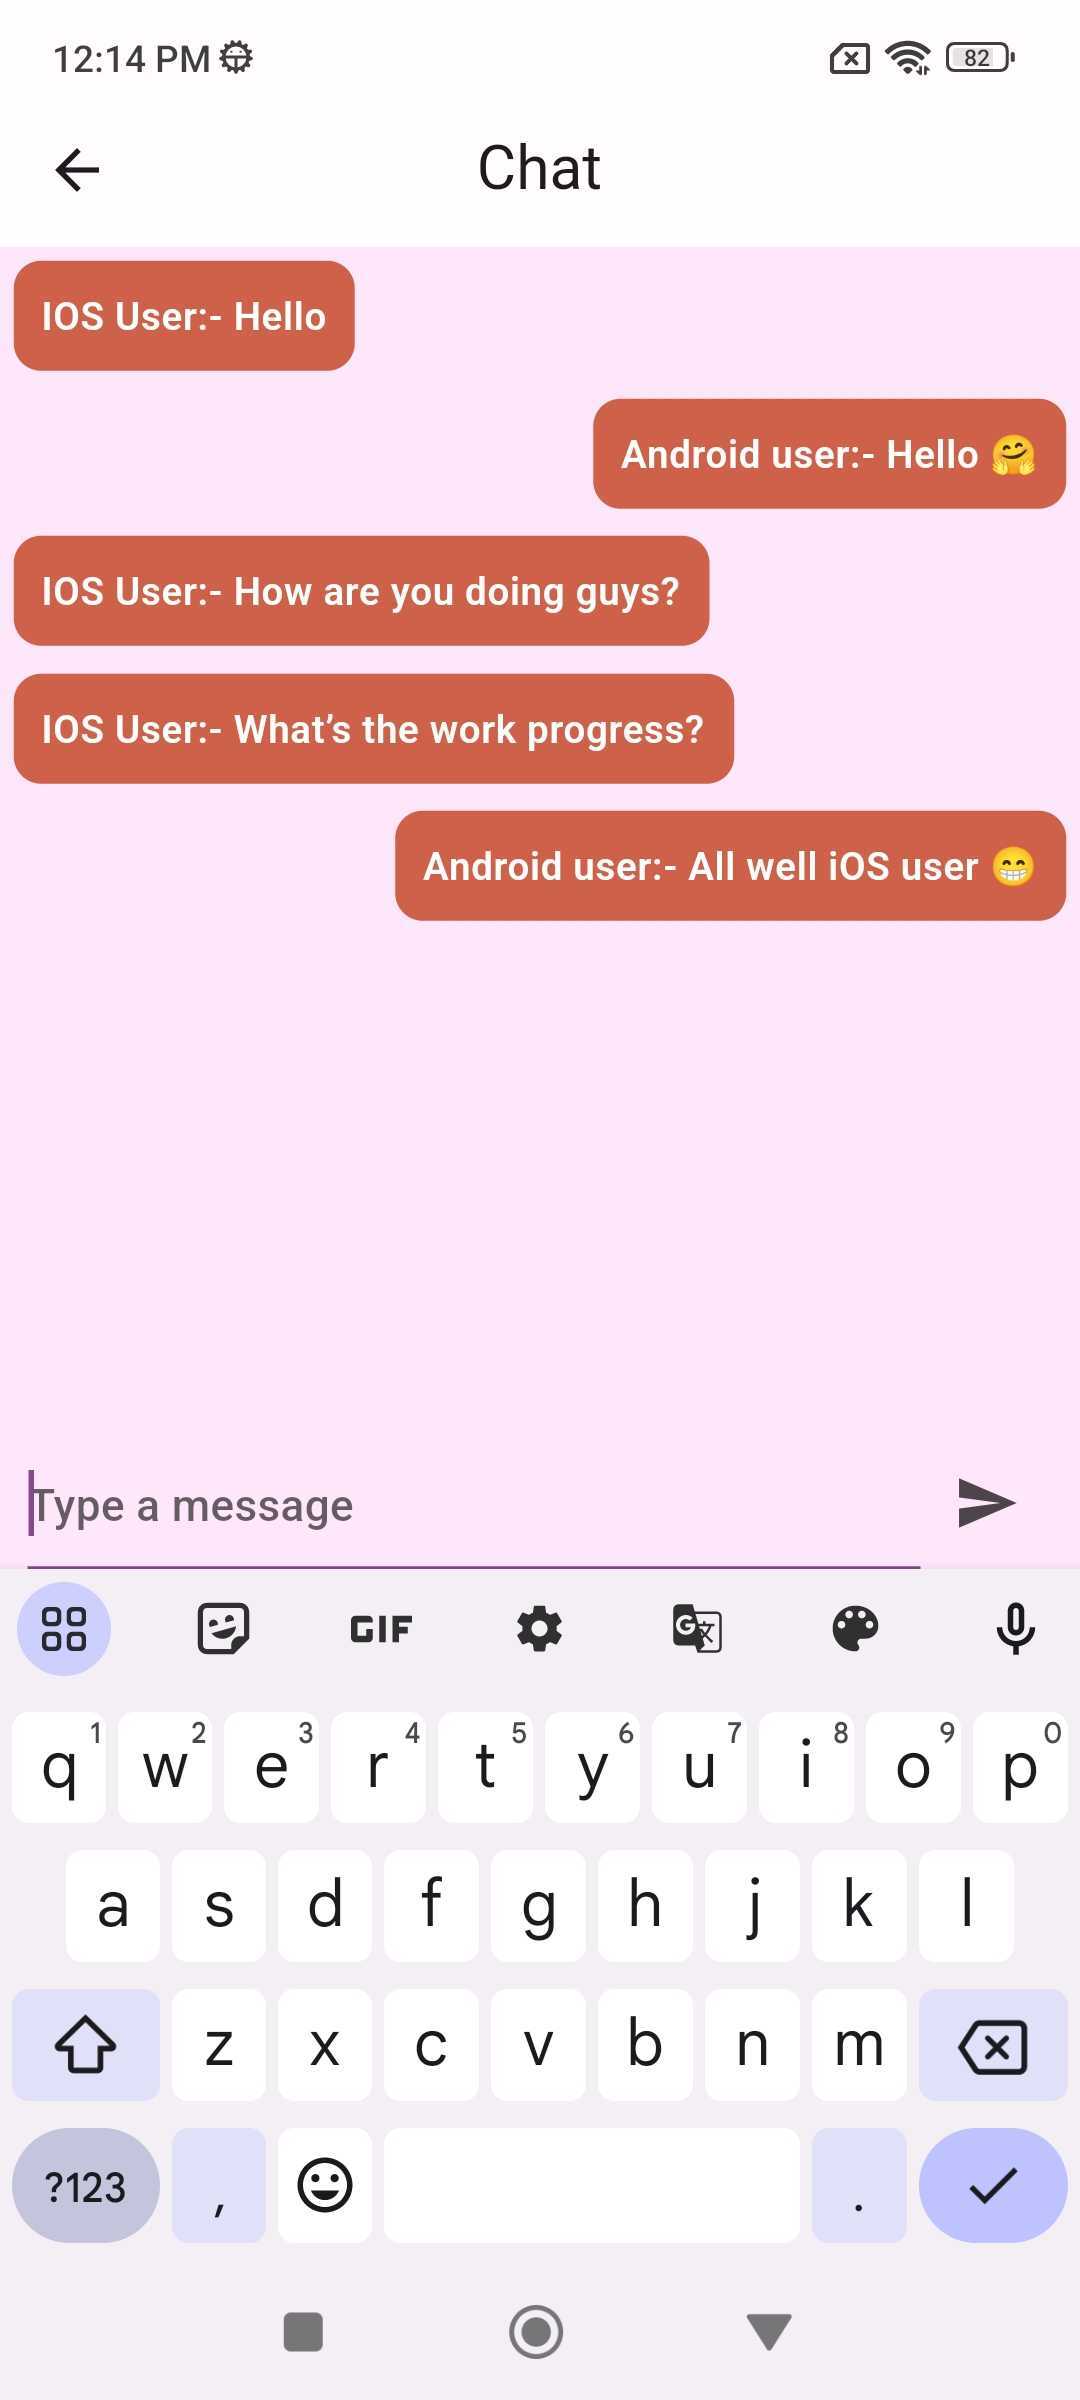 12:14 PM
82
Chat
IOS User:- Hello
Android user:- Hello 🤗
IOS User:- How are you doing guys?
IOS User:- What’s the work progress?
Android user:- All well iOS user 😁
Type a message
GIF
G 文
q 1 w 2 e 3 r 4 t 5 y 6 u 7 i 8 o 9 p 0
a s d f g h j k l
z x c v b n m
?123 , .